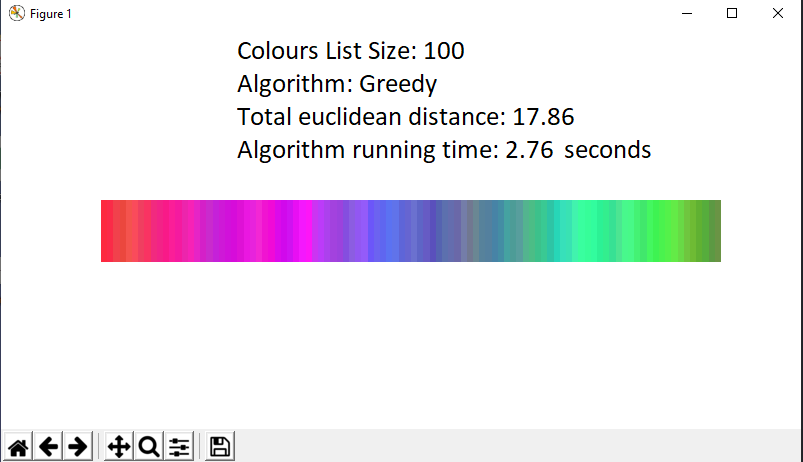 Figure 1
Colours List Size: 100
Algorithm: Greedy
Total euclidean distance: 17.86
Algorithm running time: 2.76 seconds